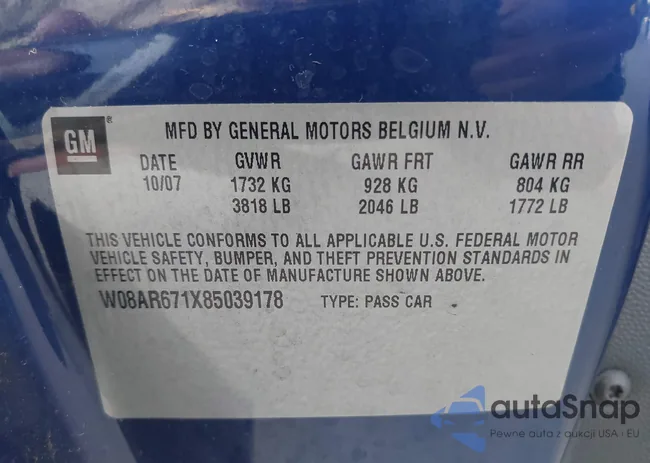 GM ® MFD BY GENERAL MOTORS BELGIUM N.V.
DATE GVWR GAWR FRT GAWR RR
10/07 1732 KG 928 KG 804 KG
3818 LB 2046 LB 1772 LB
THIS VEHICLE CONFORMS TO ALL APPLICABLE U.S. FEDERAL MOTOR
VEHICLE SAFETY, BUMPER, AND THEFT PREVENTION STANDARDS IN
EFFECT ON THE DATE OF MANUFACTURE SHOWN ABOVE.
W08AR671X85039178 TYPE: PASS CAR
autoSnap
Pewne auta z aukcji USA i EU